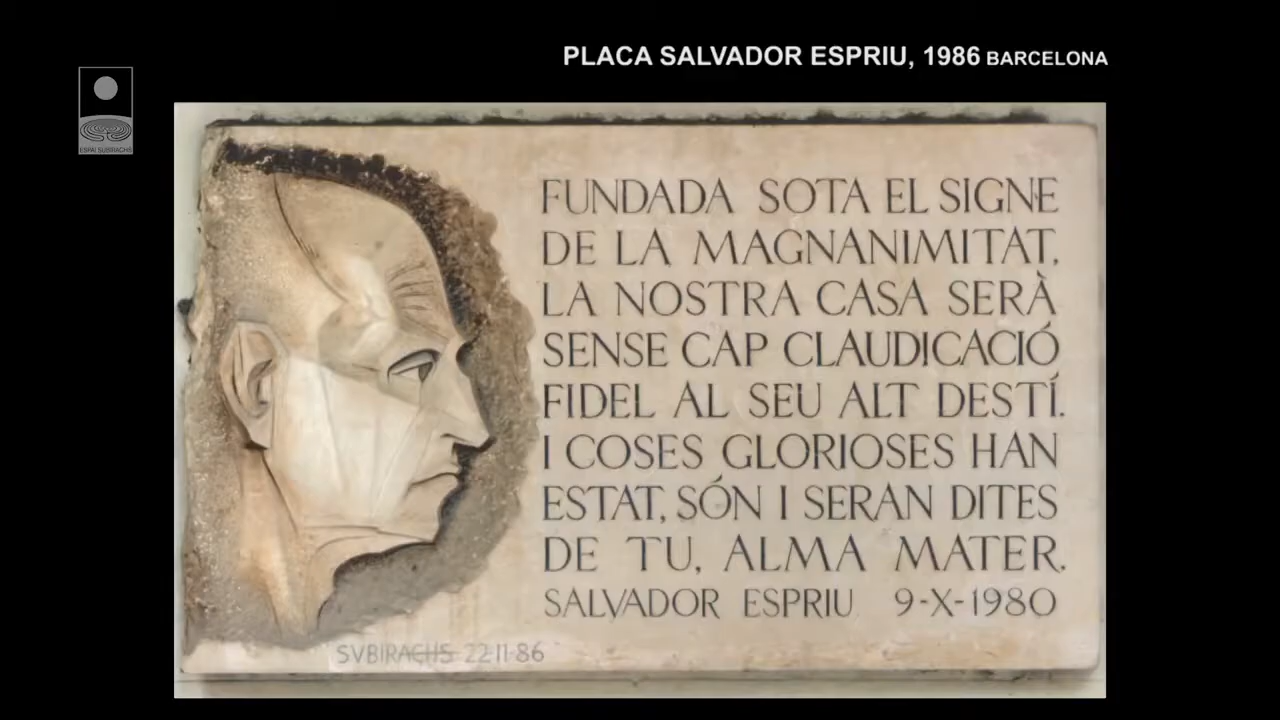 PLACA SALVADOR ESPRIU, 1986 BARCELONA
ESPAI SUBIRACHS
FUNDADA SOTA EL SIGNE
DE LA MAGNANIMITAT,
LA NOSTRA CASA SERÀ
SENSE CAP CLAUDICACIÓ
FIDEL AL SEU ALT DESTÍ.
I COSES GLORIOSES HAN
ESTAT, SÓN I SERAN DITES
DE TU, ALMA MATER.
SALVADOR ESPRIU 9-X-1980
SVBIRACHS 22-11-86